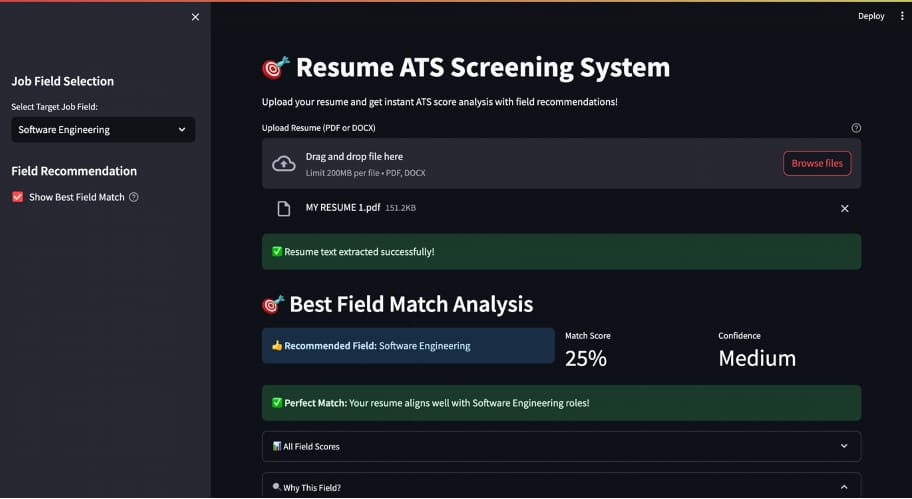 Deploy
Job Field Selection
Select Target Job Field:
Software Engineering
Field Recommendation
Show Best Field Match
Resume ATS Screening System
Upload your resume and get instant ATS score analysis with field recommendations!
Upload Resume (PDF or DOCX)
Drag and drop file here
Limit 200MB per file • PDF, DOCX
Browse files
MY RESUME 1.pdf 151.2KB
Resume text extracted successfully!
Best Field Match Analysis
Recommended Field: Software Engineering
Match Score
25%
Confidence
Medium
Perfect Match: Your resume aligns well with Software Engineering roles!
All Field Scores
Why This Field?